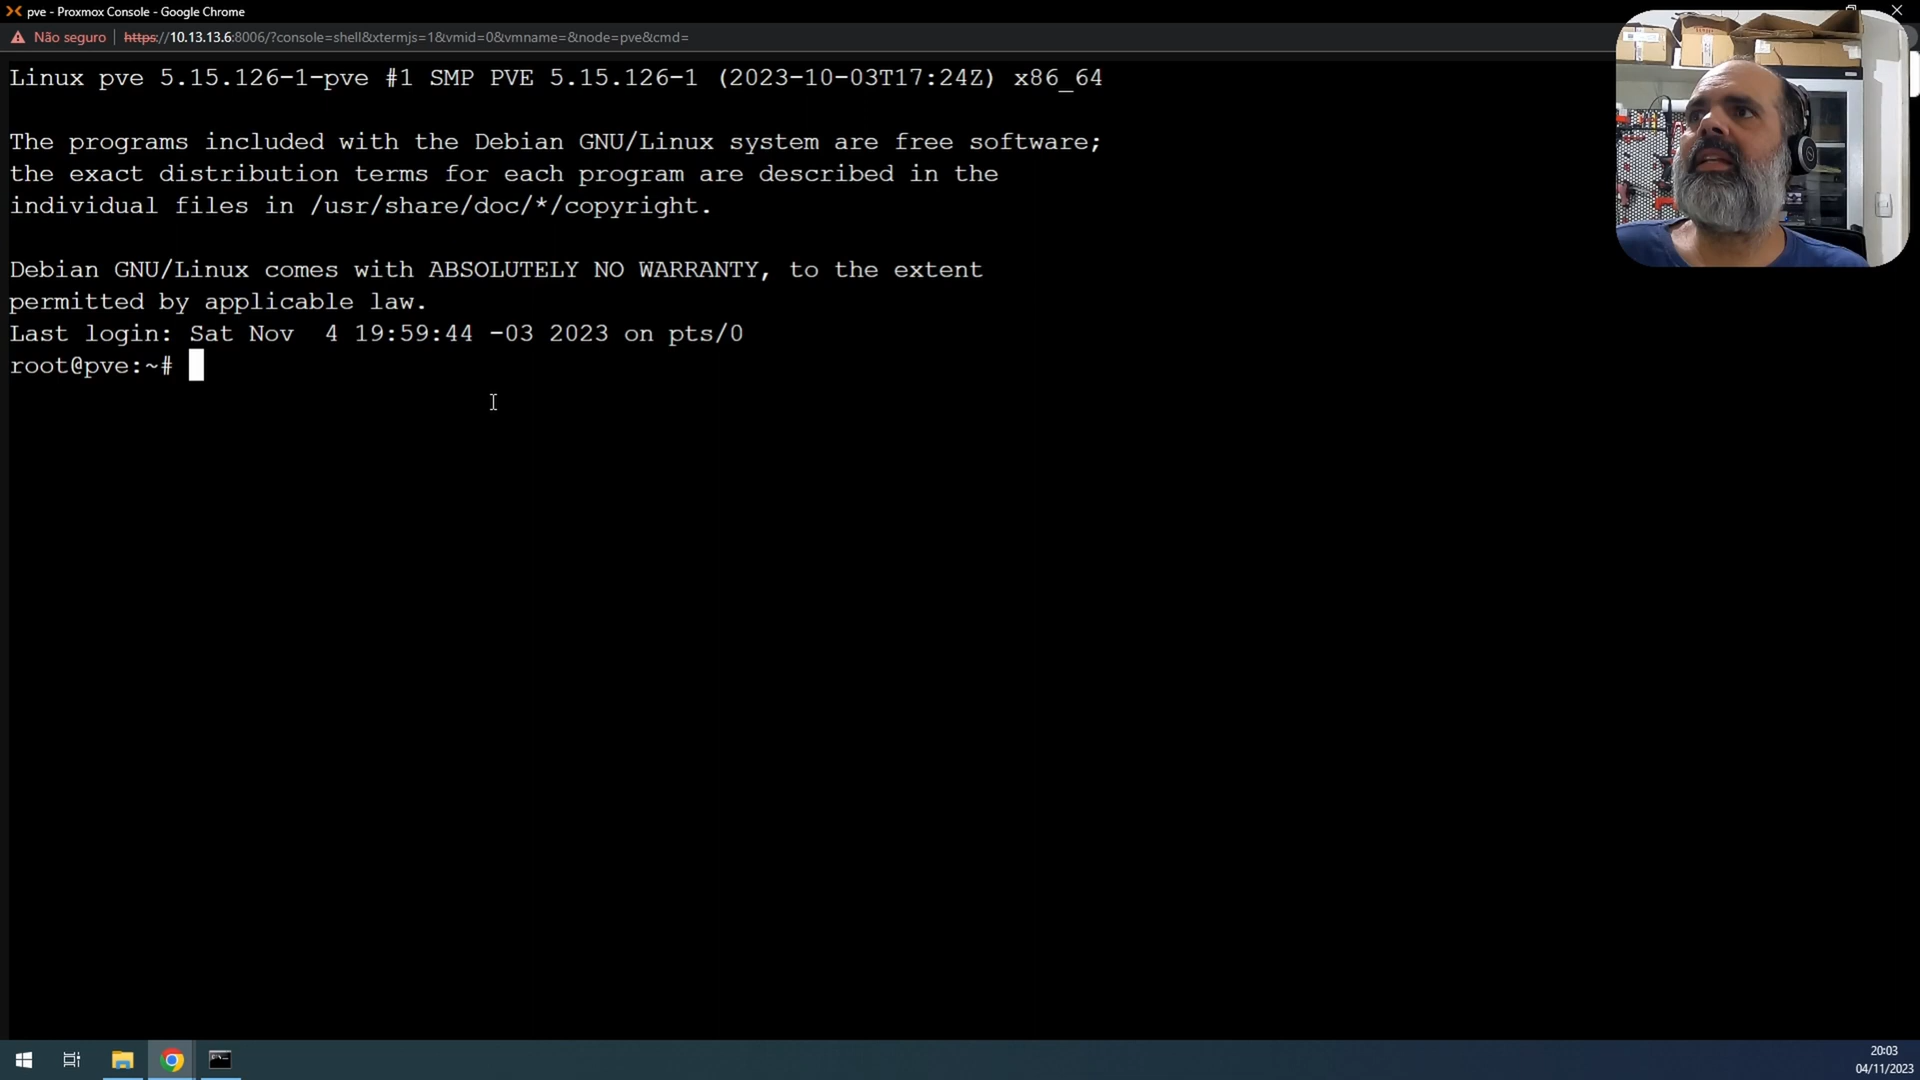 pve - Proxmox Console - Google Chrome
Não seguro | https://10.13.13.6:8006/?console=shell&xtermjs=1&vmid=0&vmname=&node=pve&cmd=
Linux pve 5.15.126-1-pve #1 SMP PVE 5.15.126-1 (2023-10-03T17:24Z) x86_64
The programs included with the Debian GNU/Linux system are free software;
the exact distribution terms for each program are described in the
individual files in /usr/share/doc/*/copyright.
Debian GNU/Linux comes with ABSOLUTELY NO WARRANTY, to the extent
permitted by applicable law.
Last login: Sat Nov  4 19:59:44 -03 2023 on pts/0
root@pve:~#
20:03
04/11/2023